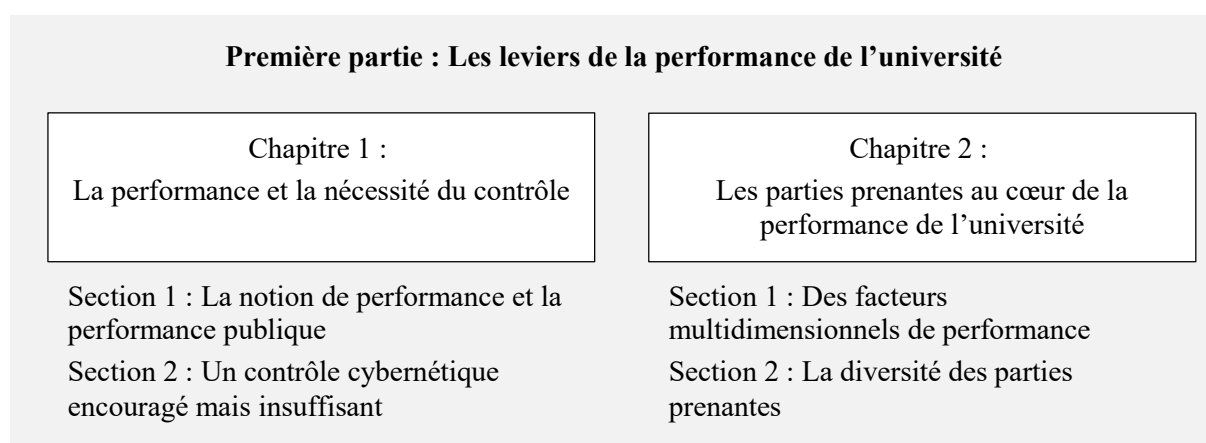 Première partie : Les leviers de la performance de l’université
Chapitre 1 :
La performance et la nécessité du contrôle
Section 1 : La notion de performance et la
performance publique
Section 2 : Un contrôle cybernétique
encouragé mais insuffisant
Chapitre 2 :
Les parties prenantes au cœur de la
performance de l’université
Section 1 : Des facteurs
multidimensionnels de performance
Section 2 : La diversité des parties
prenantes